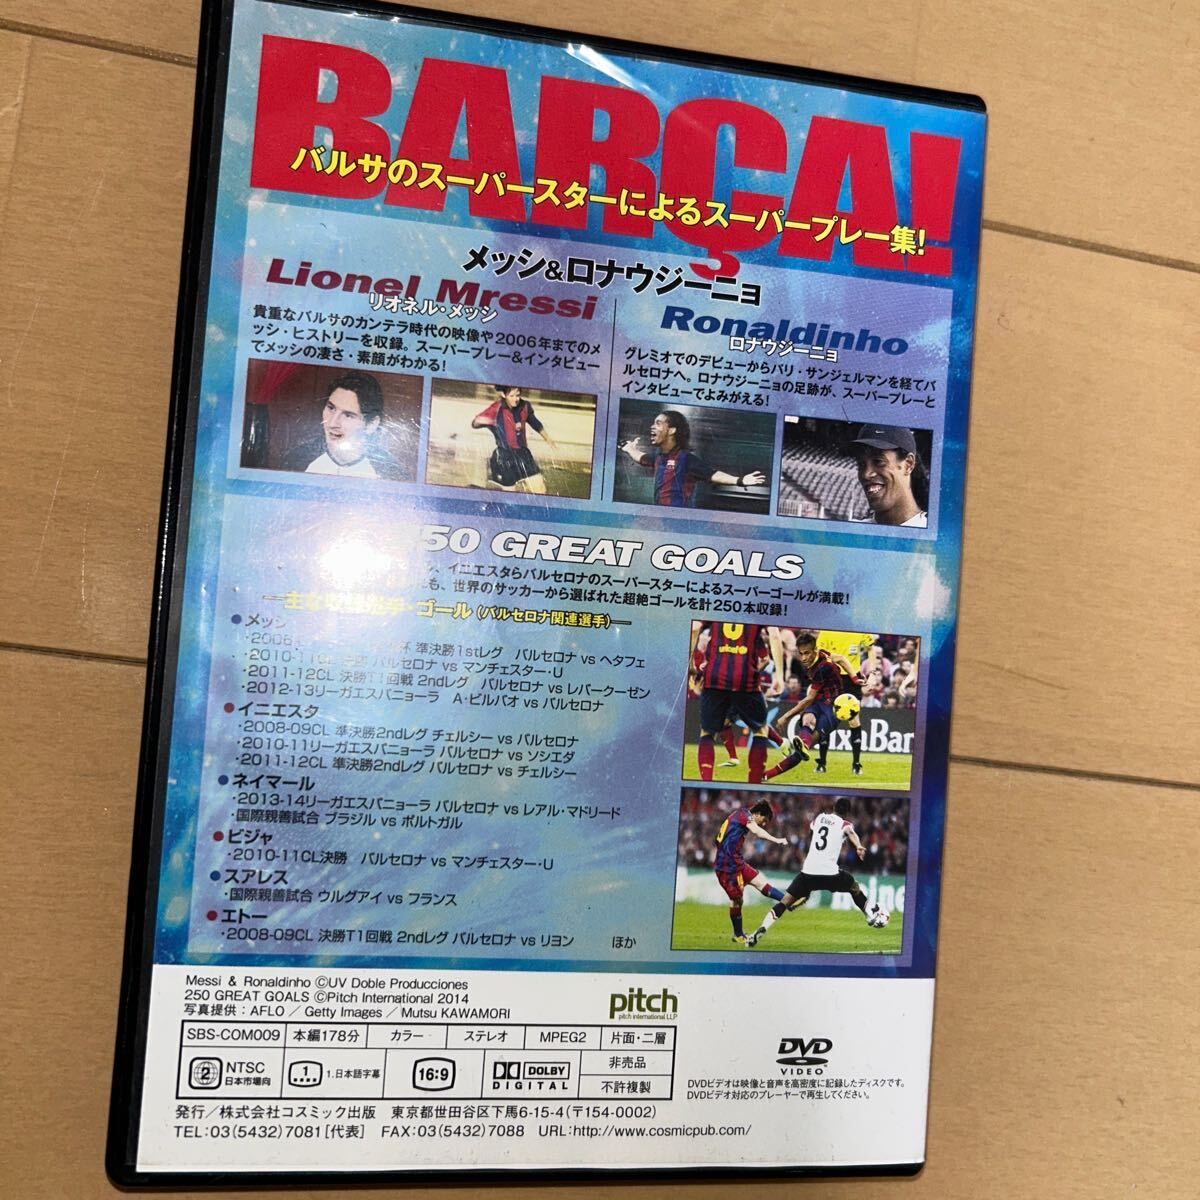 BARÇA!
バルサのスーパースターによるスーパープレー集!
メッシ&ロナウジーニョ
Lionel Mressi
リオネル・メッシ
貴重なバルサのカンテラ時代の映像や2006年までのメ
ッシ・ヒストリーを収録。スーパープレー&インタビュー
でメッシの凄さ・素顔がわかる!
Ronaldinho
ロナウジーニョ
グレミオでのデビューからパリ・サンジェルマンを経てバ
ルセロナへ。ロナウジーニョの足跡が、スーパープレーと
インタビューでよみがえる!
50 GREAT GOALS
、イニエスタらバルセロナのスーパースターによるスーパーゴールが満載!
も、世界のサッカーから選ばれた超絶ゴールを計250本収録!
ゴール(バルセロナ関連選手)
●メッシ
杯 準決勝1stレグ バルセロナ vs ヘタフェ
・2010-11CL 決勝 バルセロナ vs マンチェスター・U
・2011-12CL 決勝T1回戦 2ndレグ バルセロナ vs レバークーゼン
・2012-13リーガエスパニョーラ A・ビルバオ vs バルセロナ
●イニエスタ
・2008-09CL 準決勝2ndレグ チェルシー vs バルセロナ
・2010-11リーガエスパニョーラ バルセロナ vs ソシエダ
・2011-12CL 準決勝2ndレグ バルセロナ vs チェルシー
●ネイマール
・2013-14リーガエスパニョーラ バルセロナ vs レアル・マドリード
・国際親善試合 ブラジル vs ポルトガル
●ビジャ
・2010-11CL決勝 バルセロナ vs マンチェスター・U
●スアレス
・国際親善試合 ウルグアイ vs フランス
●エトー
・2008-09CL 決勝T1回戦 2ndレグ バルセロナ vs リヨン ほか
unicef
ixaBan
3
Messi & Ronaldinho ©UV Doble Producciones
250 GREAT GOALS ©Pitch International 2014
写真提供:AFLO/Getty Images/Mutsu KAWAMORI
pitch
pitch international LLP
SBS-COM009 本編178分 カラー ステレオ MPEG2 片面・二層
2 NTSC 日本市場向
1 1.日本語字幕
16:9
DOLBY DIGITAL
非売品
不許複製
DVD VIDEO
DVDビデオは映像と音声を高密度に記録したディスクです。
DVDビデオ対応のプレーヤーで再生してください。
発行/株式会社コスミック出版 東京都世田谷区下馬6-15-4(〒154-0002)
TEL:03(5432)7081[代表] FAX:03(5432)7088 URL:http://www.cosmicpub.com/